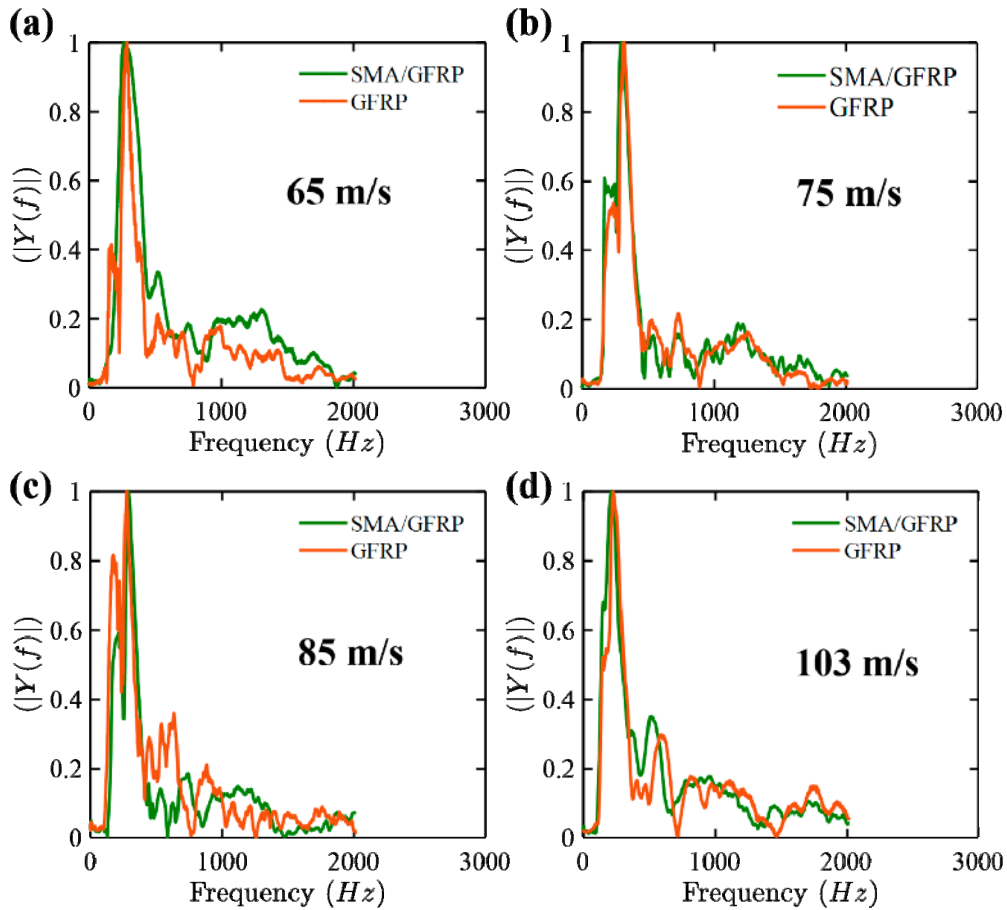 (a)
1
0.8
0.6
0.4
0.2
0
(|Y(f)|)
SMA/GFRP
GFRP
65 m/s
0 1000 2000 3000
Frequency (Hz)
(b)
1
0.8
0.6
0.4
0.2
0
(|Y(f)|)
SMA/GFRP
GFRP
75 m/s
0 1000 2000 3000
Frequency (Hz)
(c)
1
0.8
0.6
0.4
0.2
0
(|Y(f)|)
SMA/GFRP
GFRP
85 m/s
0 1000 2000 3000
Frequency (Hz)
(d)
1
0.8
0.6
0.4
0.2
0
(|Y(f)|)
SMA/GFRP
GFRP
103 m/s
0 1000 2000 3000
Frequency (Hz)